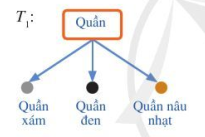 T₁:
Quần
Quần xám
Quần đen
Quần nâu nhạt